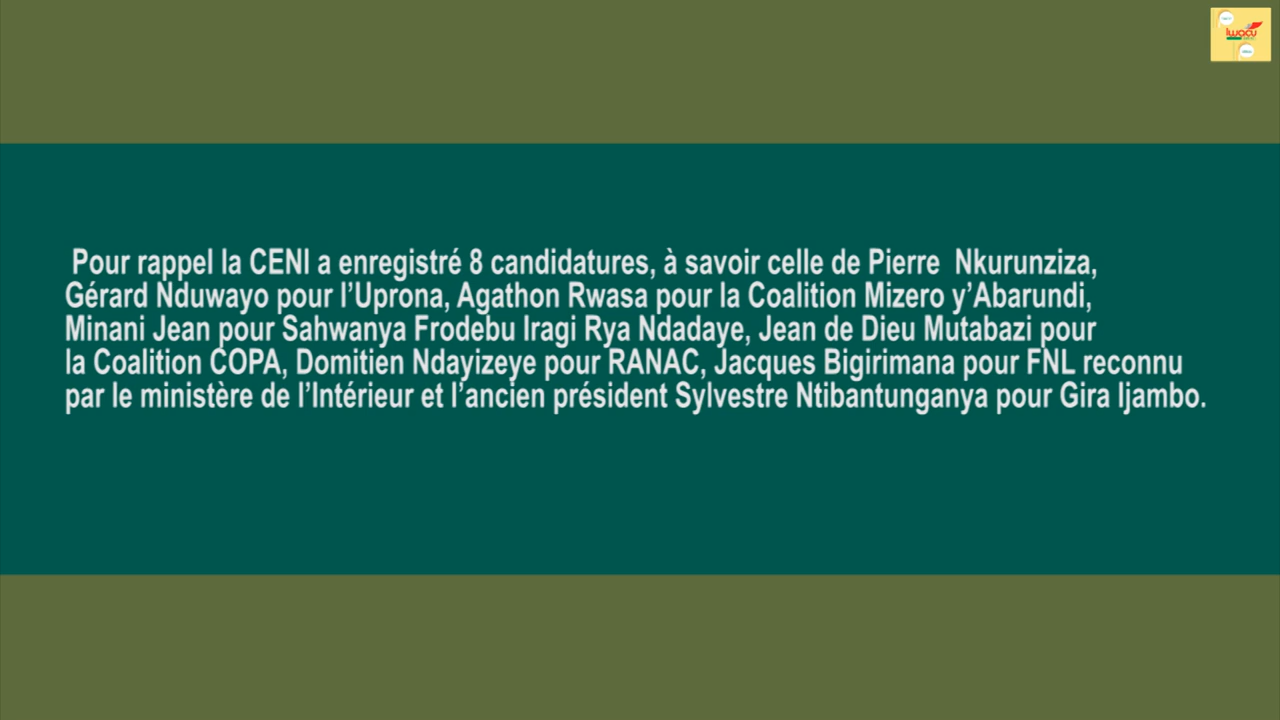 Iwacu
Pour rappel la CENI a enregistré 8 candidatures, à savoir celle de Pierre Nkurunziza,
Gérard Nduwayo pour l’Uprona, Agathon Rwasa pour la Coalition Mizero y’Abarundi,
Minani Jean pour Sahwanya Frodebu Iragi Rya Ndadaye, Jean de Dieu Mutabazi pour
la Coalition COPA, Domitien Ndayizeye pour RANAC, Jacques Bigirimana pour FNL reconnu
par le ministère de l’Intérieur et l’ancien président Sylvestre Ntibantunganya pour Gira Ijambo.